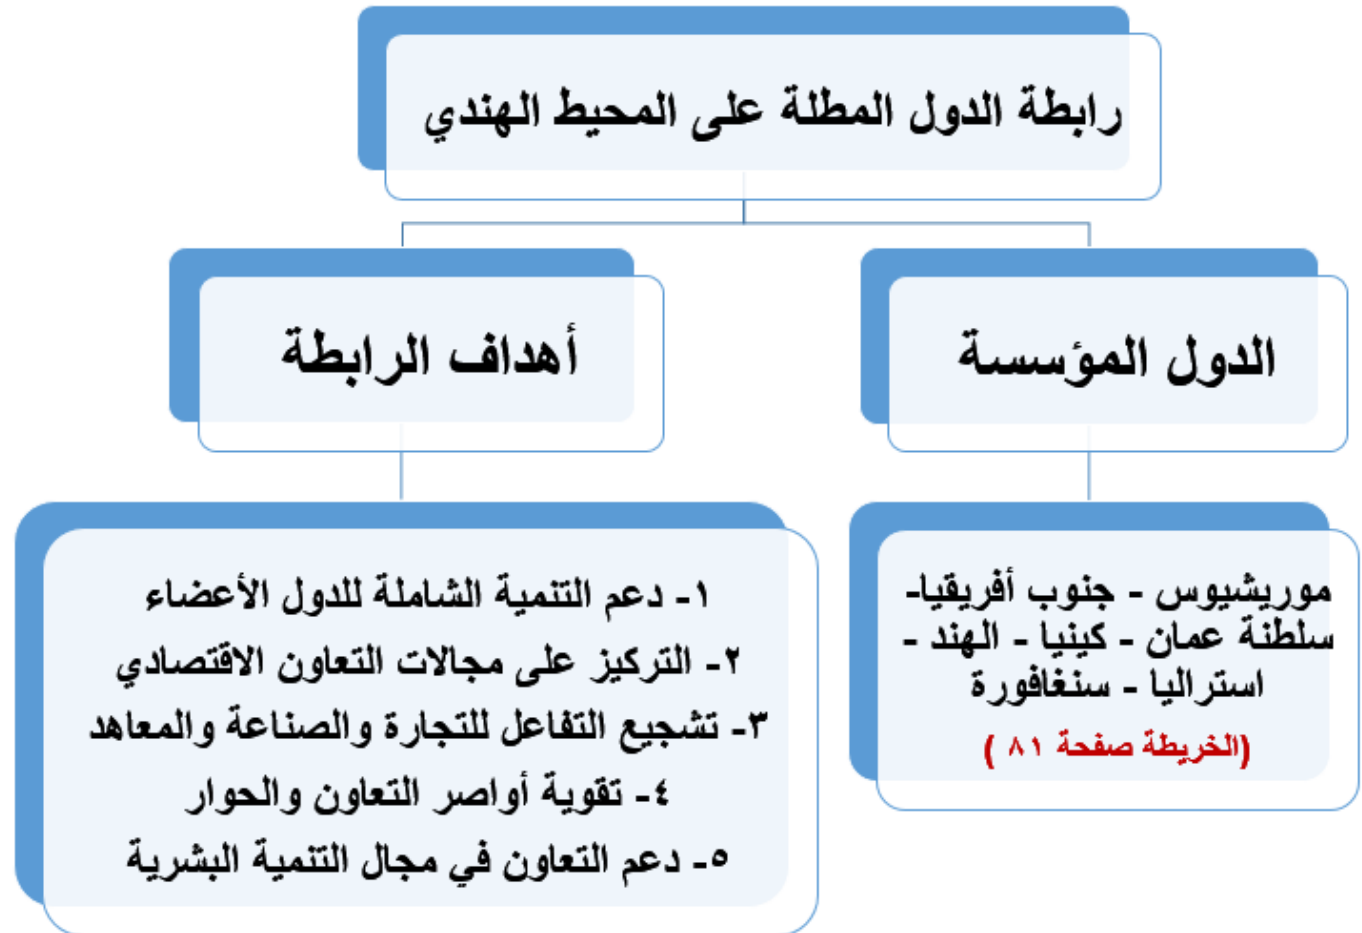 رابطة الدول المطلة على المحيط الهندي
الدول المؤسسة
موريشيوس - جنوب أفريقيا-
سلطنة عمان - كينيا - الهند -
استراليا - سنغافورة
(الخريطة صفحة ٨١ )
أهداف الرابطة
١- دعم التنمية الشاملة للدول الأعضاء
٢- التركيز على مجالات التعاون الاقتصادي
٣- تشجيع التفاعل للتجارة والصناعة والمعاهد
٤- تقوية أواصر التعاون والحوار
٥- دعم التعاون في مجال التنمية البشرية